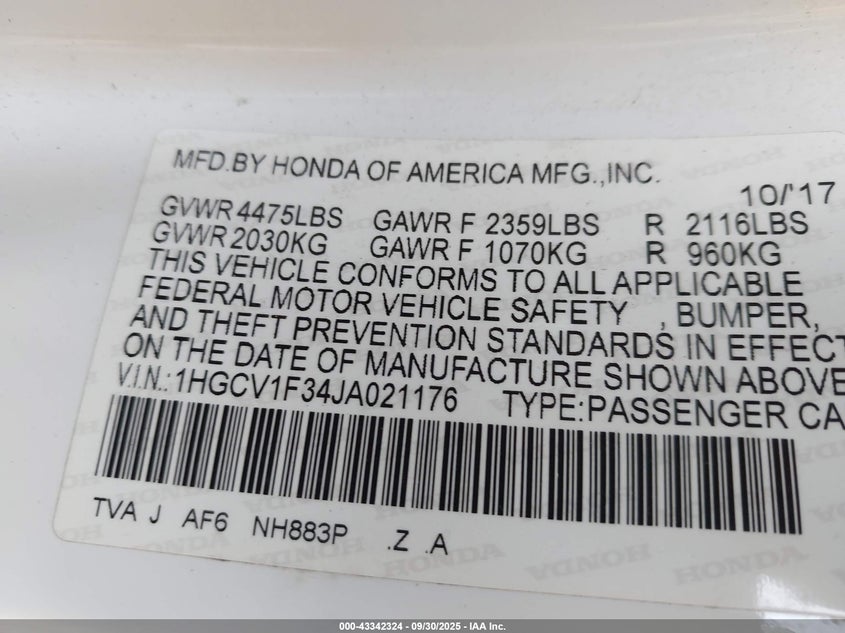 MFD.BY HONDA OF AMERICA MFG.,INC.
10/'17
GVWR 4475LBS GAWR F 2359LBS R 2116LBS
GVWR 2030KG GAWR F 1070KG R 960KG
THIS VEHICLE CONFORMS TO ALL APPLICABLE
FEDERAL MOTOR VEHICLE SAFETY , BUMPER,
AND THEFT PREVENTION STANDARDS IN EFFECT
ON THE DATE OF MANUFACTURE SHOWN ABOVE
V.I.N.:1HGCV1F34JA021176 TYPE:PASSENGER CA
TVA J AF6 NH883P .Z .A
HONDA HONDA HONDA
000-43342324 - 09/30/2025 - IAA Inc.